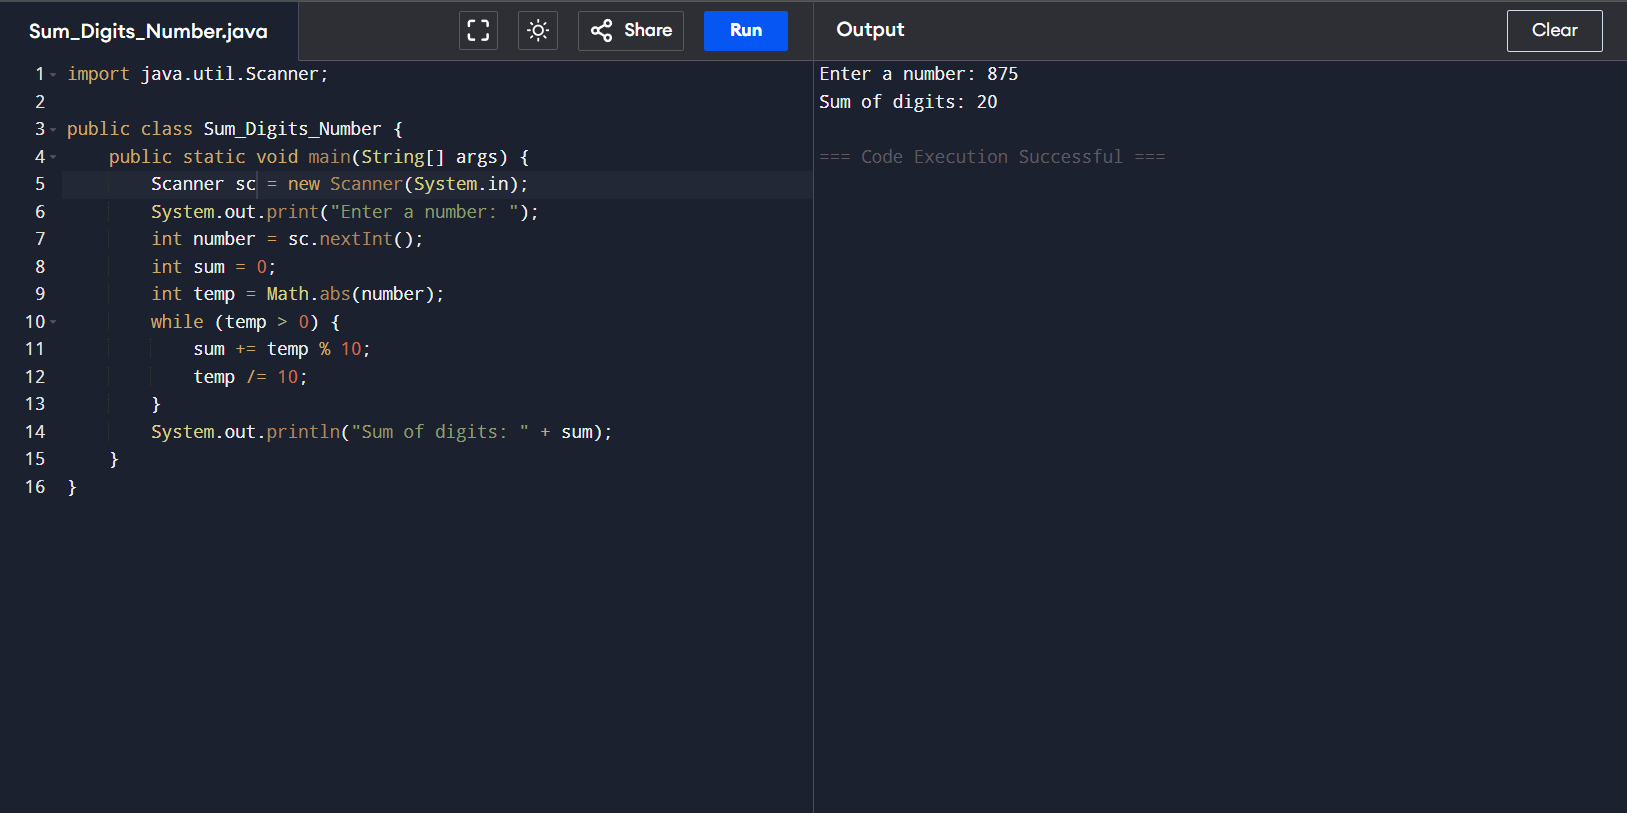 Sum_Digits_Number.java
Share
Run
1 import java.util.Scanner;
2
3 public class Sum_Digits_Number {
4     public static void main(String[] args) {
5         Scanner sc = new Scanner(System.in);
6         System.out.print("Enter a number: ");
7         int number = sc.nextInt();
8         int sum = 0;
9         int temp = Math.abs(number);
10         while (temp > 0) {
11             sum += temp % 10;
12             temp /= 10;
13         }
14         System.out.println("Sum of digits: " + sum);
15     }
16 }
Output
Clear
Enter a number: 875
Sum of digits: 20
=== Code Execution Successful ===